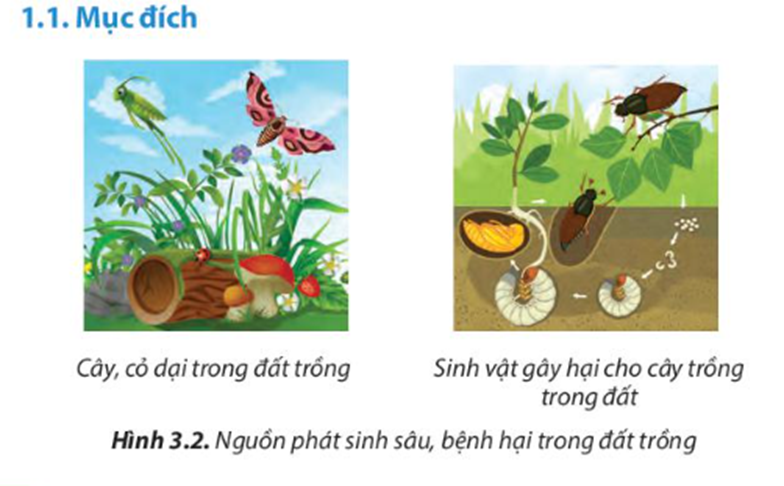 1.1. Mục đích
Cây, cỏ dại trong đất trồng
Sinh vật gây hại cho cây trồng
trong đất
Hình 3.2. Nguồn phát sinh sâu, bệnh hại trong đất trồng